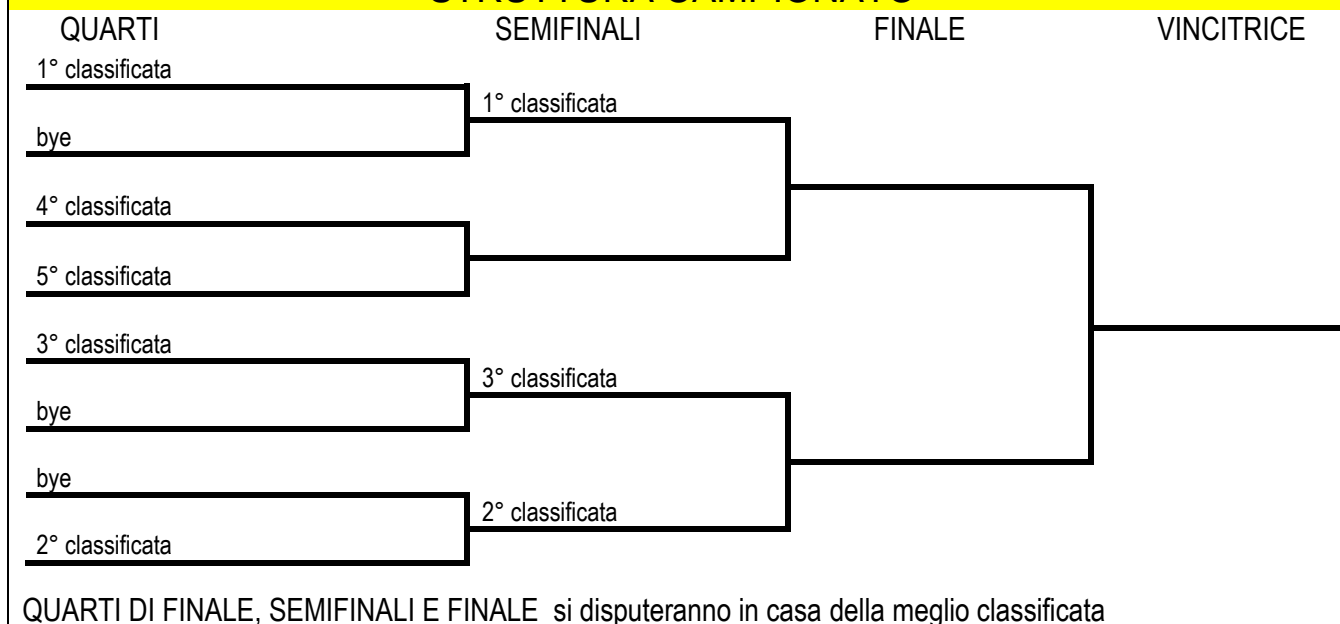 QUARTI SEMIFINALI FINALE VINCITRICE
1° classificata
1° classificata
bye
4° classificata
5° classificata
3° classificata
3° classificata
bye
bye
2° classificata
2° classificata
QUARTI DI FINALE, SEMIFINALI E FINALE si disputeranno in casa della meglio classificata